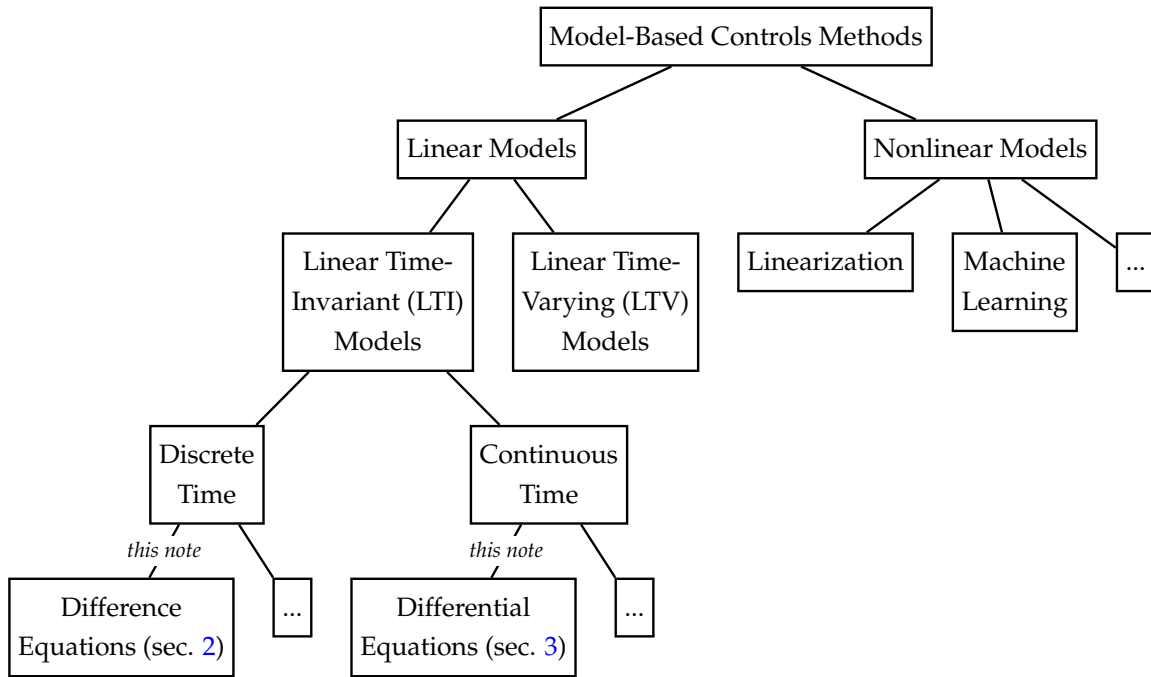 Model-Based Controls Methods
Linear Models
Nonlinear Models
Linear Time-
Invariant (LTI)
Models
Linear Time-
Varying (LTV)
Models
Linearization
Machine
Learning
...
Discrete
Time
Continuous
Time
this note
this note
Difference
Equations (sec. 2)
...
Differential
Equations (sec. 3)
...